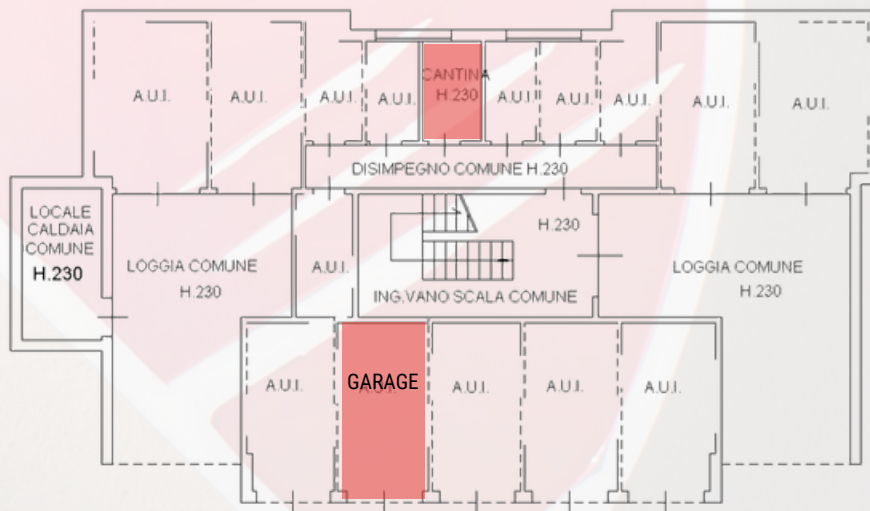 A.U.I.
A.U.I.
A.U.I.
A.U.I.
CANTINA
H.230
A.U.I.
A.U.I.
A.U.I.
A.U.I.
A.U.I.
DISIMPEGNO COMUNE H.230
LOCALE
CALDAIA
COMUNE
H.230
LOGGIA COMUNE
H.230
A.U.I.
H.230
ING.VANO SCALA COMUNE
LOGGIA COMUNE
H.230
A.U.I.
GARAGE
A.U.I.
A.U.I.
A.U.I.
A.U.I.